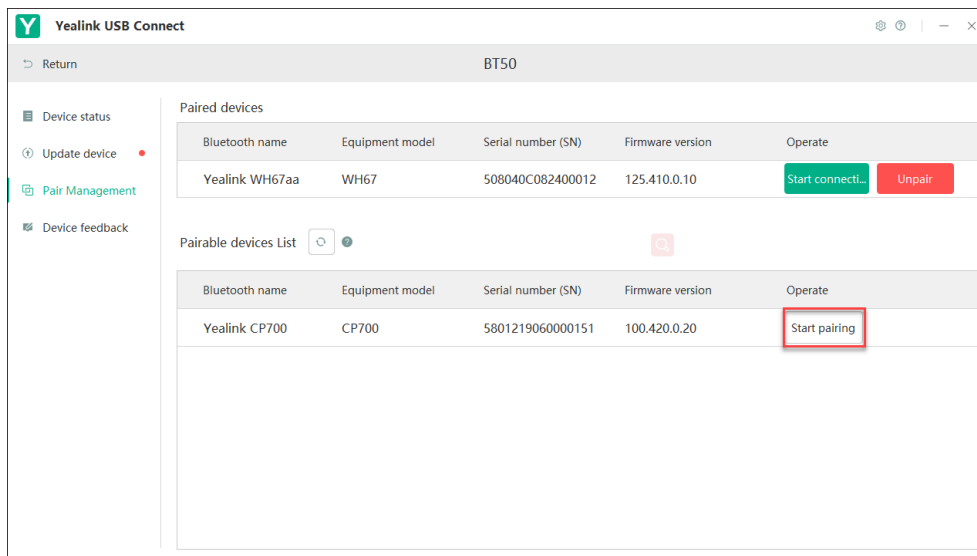 Y Yealink USB Connect
Return BT50
Device status
Update device
Pair Management
Device feedback
Paired devices
Bluetooth name Equipment model Serial number (SN) Firmware version Operate
Yealink WH67aa WH67 508040C082400012 125.410.0.10 Start connecti... Unpair
Pairable devices List
Bluetooth name Equipment model Serial number (SN) Firmware version Operate
Yealink CP700 CP700 5801219060000151 100.420.0.20 Start pairing